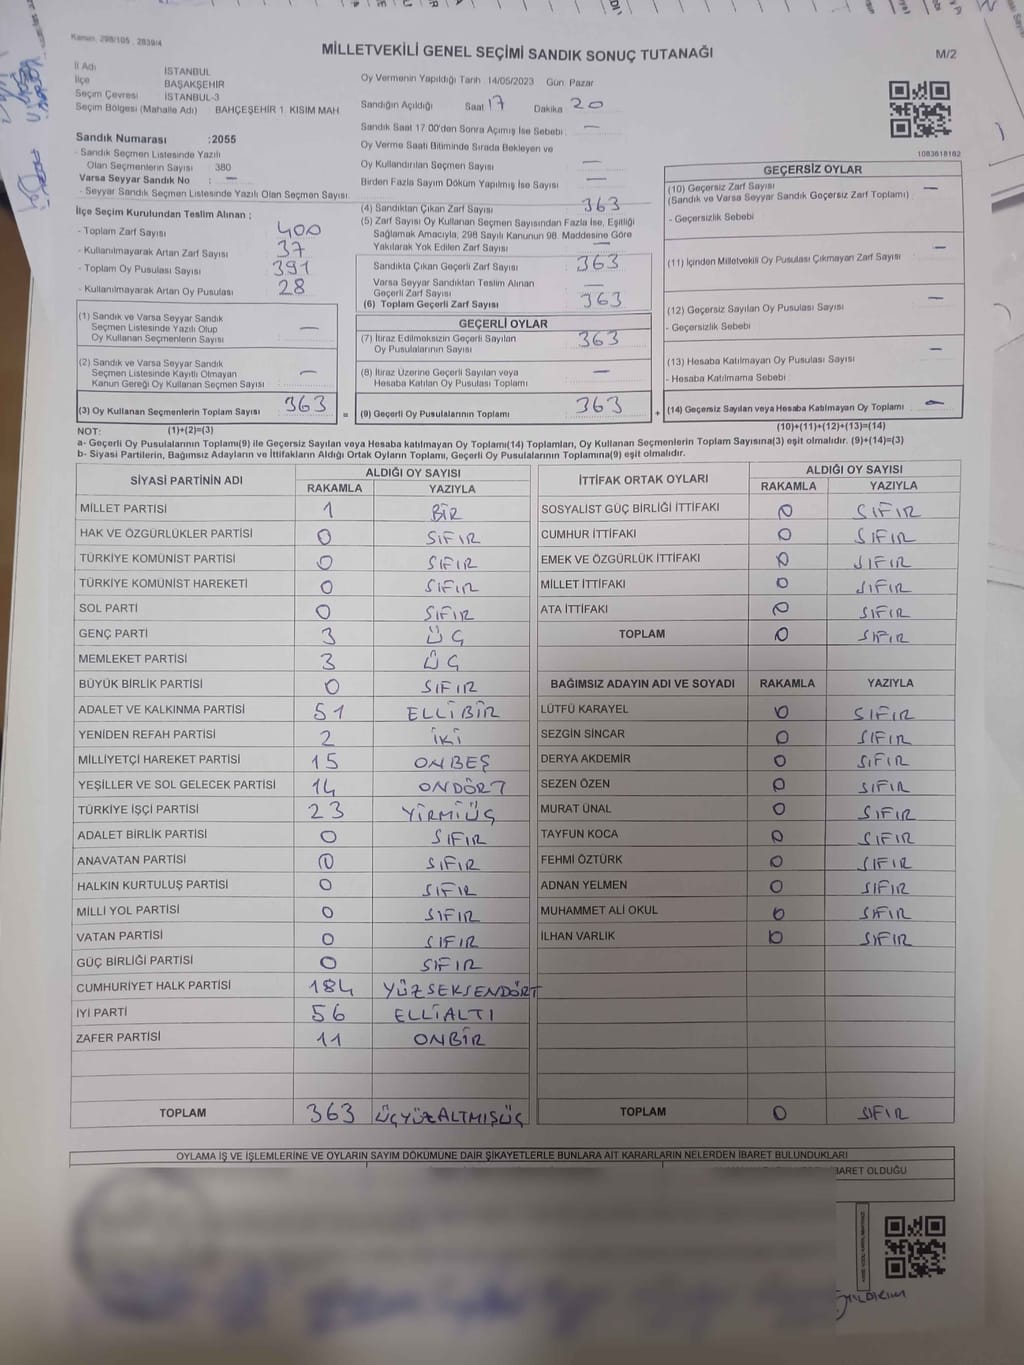 Kanun: 298/105 2839/4
MİLLETVEKİLİ GENEL SEÇİMİ SANDIK SONUÇ TUTANAĞI
M/2
İl Adı İSTANBUL
İlçe BAŞAKŞEHİR
Seçim Çevresi İSTANBUL-3
Seçim Bölgesi (Mahalle Adı) BAHÇEŞEHİR 1. KISIM MAH
Sandık Numarası :2055
- Sandık Seçmen Listesinde Yazılı
Olan Seçmenlerin Sayısı : 380
Varsa Seyyar Sandık No : —
- Seyyar Sandık Seçmen Listesinde Yazılı Olan Seçmen Sayısı:
İlçe Seçim Kurulundan Teslim Alınan ;
- Toplam Zarf Sayısı 400
- Kullanılmayarak Artan Zarf Sayısı 37
- Toplam Oy Pusulası Sayısı 391
- Kullanılmayarak Artan Oy Pusulası 28
(1) Sandık ve Varsa Seyyar Sandık
Seçmen Listesinde Yazılı Olup
Oy Kullanan Seçmenlerin Sayısı —
(2) Sandık ve Varsa Seyyar Sandık
Seçmen Listesinde Kayıtlı Olmayan
Kanun Gereği Oy Kullanan Seçmen Sayısı —
(3) Oy Kullanan Seçmenlerin Toplam Sayısı 363
Oy Vermenin Yapıldığı Tarih :14/05/2023 Gün: Pazar
Sandığın Açıldığı Saat 17 Dakika 20
Sandık Saat 17.00'den Sonra Açılmış İse Sebebi —
Oy Verme Saati Bitiminde Sırada Bekleyen ve
Oy Kullandırılan Seçmen Sayısı —
Birden Fazla Sayım Döküm Yapılmış İse Sayısı —
(4) Sandıktan Çıkan Zarf Sayısı 363
(5) Zarf Sayısı Oy Kullanan Seçmen Sayısından Fazla İse, Eşitliği
Sağlamak Amacıyla, 298 Sayılı Kanunun 98. Maddesine Göre
Yakılarak Yok Edilen Zarf Sayısı —
Sandıkta Çıkan Geçerli Zarf Sayısı 363
Varsa Seyyar Sandıktan Teslim Alınan
Geçerli Zarf Sayısı —
(6) Toplam Geçerli Zarf Sayısı 363
GEÇERLİ OYLAR
(7) İtiraz Edilmeksizin Geçerli Sayılan
Oy Pusulalarının Sayısı 363
(8) İtiraz Üzerine Geçerli Sayılan veya
Hesaba Katılan Oy Pusulası Toplamı —
= (9) Geçerli Oy Pusulalarının Toplamı 363
1083618182
GEÇERSİZ OYLAR
(10) Geçersiz Zarf Sayısı —
(Sandık ve Varsa Seyyar Sandık Geçersiz Zarf Toplamı)
- Geçersizlik Sebebi
(11) İçinden Milletvekili Oy Pusulası Çıkmayan Zarf Sayısı —
(12) Geçersiz Sayılan Oy Pusulası Sayısı —
- Geçersizlik Sebebi
(13) Hesaba Katılmayan Oy Pusulası Sayısı —
- Hesaba Katılmama Sebebi
+ (14) Geçersiz Sayılan veya Hesaba Katılmayan Oy Toplamı —
NOT: (1)+(2)=(3) (10)+(11)+(12)+(13)=(14)
a- Geçerli Oy Pusulalarının Toplamı(9) ile Geçersiz Sayılan veya Hesaba katılmayan Oy Toplamı(14) Toplamları, Oy Kullanan Seçmenlerin Toplam Sayısına(3) eşit olmalıdır. (9)+(14)=(3)
b- Siyasi Partilerin, Bağımsız Adayların ve İttifakların Aldığı Ortak Oyların Toplamı, Geçerli Oy Pusulalarının Toplamına(9) eşit olmalıdır.
SİYASİ PARTİNİN ADI ALDIĞI OY SAYISI
RAKAMLA YAZIYLA
MİLLET PARTİSİ 1 BİR
HAK VE ÖZGÜRLÜKLER PARTİSİ 0 SIFIR
TÜRKİYE KOMÜNİST PARTİSİ 0 SIFIR
TÜRKİYE KOMÜNİST HAREKETİ 0 SIFIR
SOL PARTİ 0 SIFIR
GENÇ PARTİ 3 ÜÇ
MEMLEKET PARTİSİ 3 ÜÇ
BÜYÜK BİRLİK PARTİSİ 0 SIFIR
ADALET VE KALKINMA PARTİSİ 51 ELLİBİR
YENİDEN REFAH PARTİSİ 2 İKİ
MİLLİYETÇİ HAREKET PARTİSİ 15 ONBEŞ
YEŞİLLER VE SOL GELECEK PARTİSİ 14 ONDÖRT
TÜRKİYE İŞÇİ PARTİSİ 23 YİRMİÜÇ
ADALET BİRLİK PARTİSİ 0 SIFIR
ANAVATAN PARTİSİ 0 SIFIR
HALKIN KURTULUŞ PARTİSİ 0 SIFIR
MİLLİ YOL PARTİSİ 0 SIFIR
VATAN PARTİSİ 0 SIFIR
GÜÇ BİRLİĞİ PARTİSİ 0 SIFIR
CUMHURİYET HALK PARTİSİ 184 YÜZSEKSENDÖRT
İYİ PARTİ 56 ELLİALTI
ZAFER PARTİSİ 11 ONBİR
TOPLAM 363 ÜÇYÜZALTMIŞÜÇ
İTTİFAK ORTAK OYLARI ALDIĞI OY SAYISI
RAKAMLA YAZIYLA
SOSYALİST GÜÇ BİRLİĞİ İTTİFAKI 0 SIFIR
CUMHUR İTTİFAKI 0 SIFIR
EMEK VE ÖZGÜRLÜK İTTİFAKI 0 SIFIR
MİLLET İTTİFAKI 0 SIFIR
ATA İTTİFAKI 0 SIFIR
TOPLAM 0 SIFIR
BAĞIMSIZ ADAYIN ADI VE SOYADI RAKAMLA YAZIYLA
LÜTFÜ KARAYEL 0 SIFIR
SEZGİN SİNCAR 0 SIFIR
DERYA AKDEMİR 0 SIFIR
SEZEN ÖZEN 0 SIFIR
MURAT ÜNAL 0 SIFIR
TAYFUN KOCA 0 SIFIR
FEHMİ ÖZTÜRK 0 SIFIR
ADNAN YELMEN 0 SIFIR
MUHAMMET ALİ OKUL 0 SIFIR
İLHAN VARLIK 0 SIFIR
TOPLAM 0 SIFIR
OYLAMA İŞ VE İŞLEMLERİNE VE OYLARIN SAYIM DÖKÜMÜNE DAİR ŞİKAYETLERLE BUNLARA AİT KARARLARIN NELERDEN İBARET BULUNDUKLARI
BARET OLDUĞU
YILDIRIM